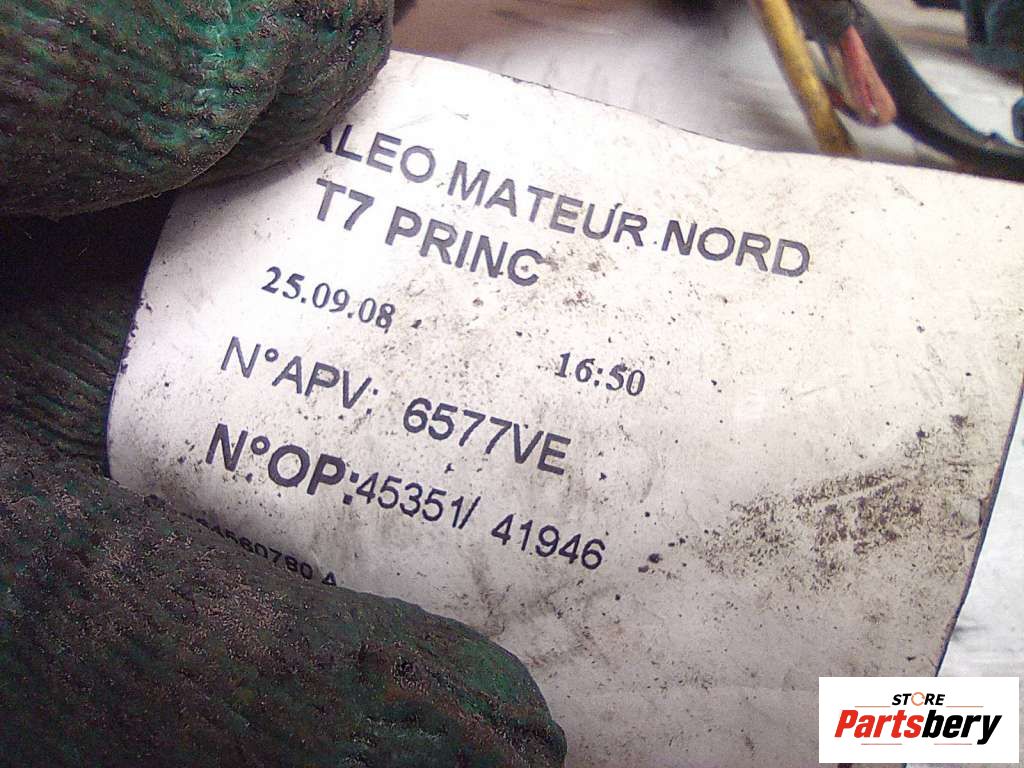 ALEO MATEUR NORD
T7 PRINC
25.09.08
16:50
N°APV: 6577VE
N°OP:45351/ 41946
STORE
Partsbery